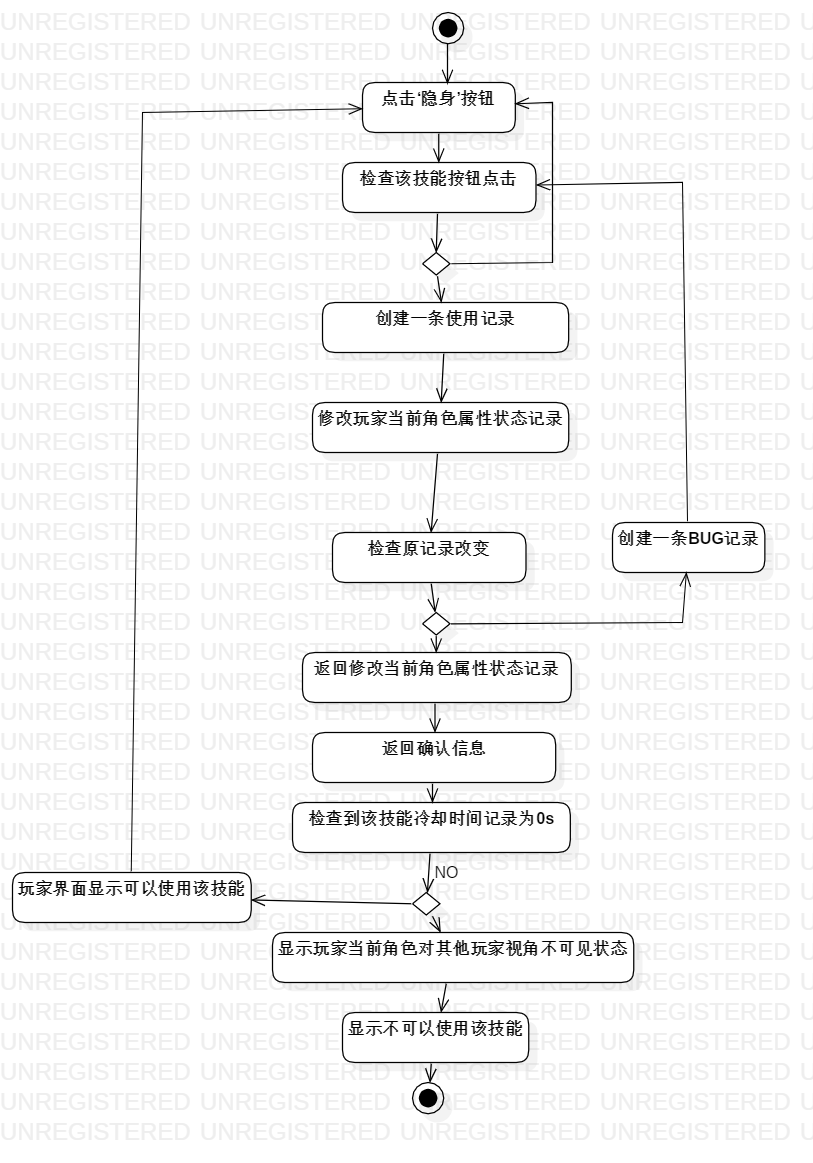 点击‘隐身’按钮
检查该技能按钮点击
创建一条使用记录
修改玩家当前角色属性状态记录
检查原记录改变
创建一条BUG记录
返回修改当前角色属性状态记录
返回确认信息
检查到该技能冷却时间记录为0s
NO
玩家界面显示可以使用该技能
显示玩家当前角色对其他玩家视角不可见状态
显示不可以使用该技能
UNREGISTERED